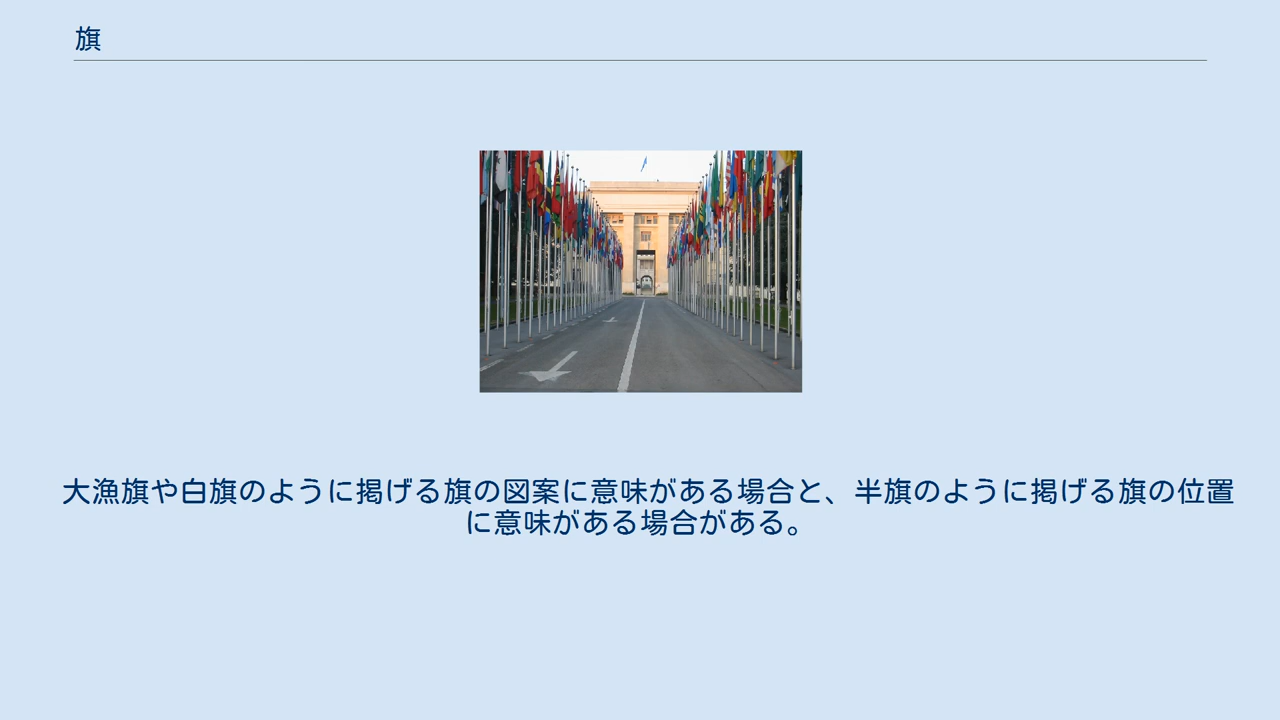 旗
大漁旗や白旗のように掲げる旗の図案に意味がある場合と、半旗のように掲げる旗の位置
に意味がある場合がある。